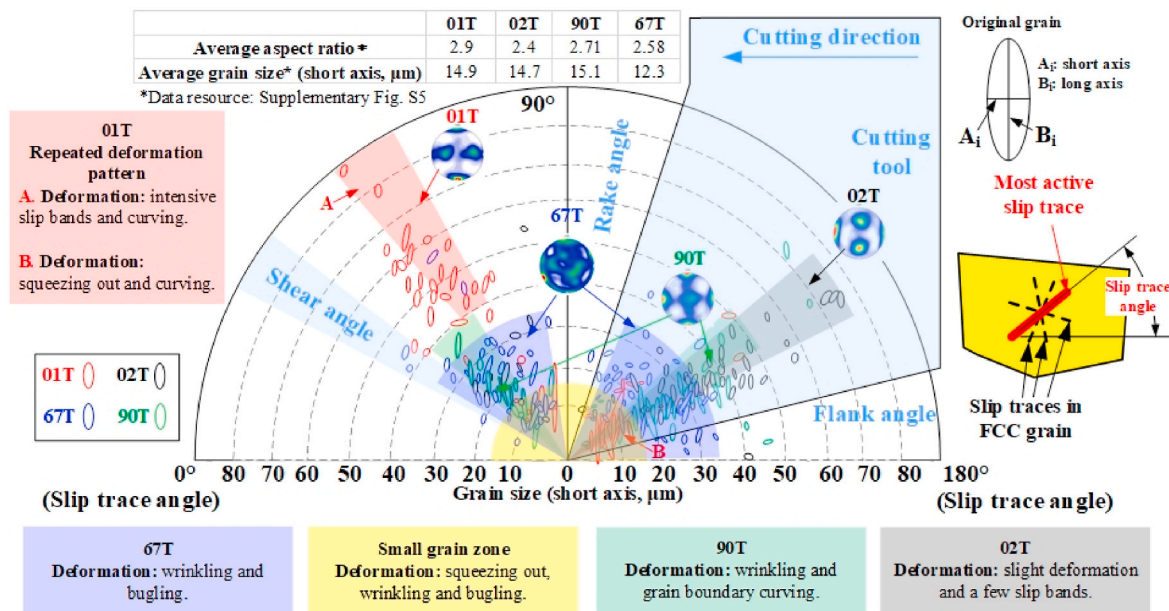 01T 02T 90T 67T
Average aspect ratio* 2.9 2.4 2.71 2.58
Average grain size* (short axis, μm) 14.9 14.7 15.1 12.3
*Data resource: Supplementary Fig. S5
Cutting direction
Original grain
Ai: short axis
Bi: long axis
Ai
Bi
90°
01T
Repeated deformation
pattern
A. Deformation: intensive
slip bands and curving.
B. Deformation:
squeezing out and curving.
01T
A
Rake angle
Cutting
tool
02T
67T
90T
Shear angle
Most active
slip trace
Slip trace
angle
Slip traces in
FCC grain
01T
02T
67T
90T
Flank angle
B
0° 80 70 60 50 40 30 20 10 0 10 20 30 40 50 60 70 80 180°
(Slip trace angle)
Grain size (short axis, μm)
(Slip trace angle)
67T
Deformation: wrinkling and
bugling.
Small grain zone
Deformation: squeezing out,
wrinkling and bugling.
90T
Deformation: wrinkling and
grain boundary curving.
02T
Deformation: slight deformation
and a few slip bands.